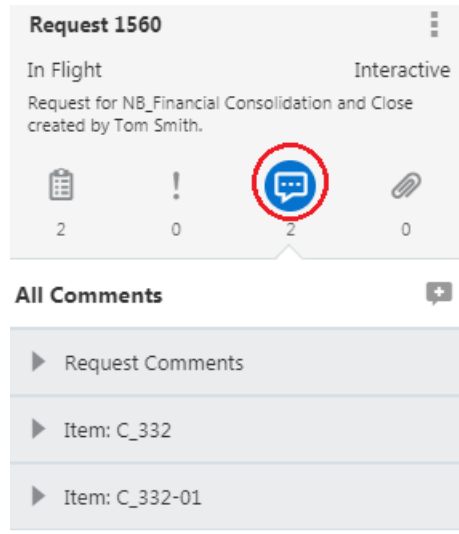 Request 1560
In Flight Interactive
Request for NB_Financial Consolidation and Close
created by Tom Smith.
2 0 2 0
All Comments
Request Comments
Item: C_332
Item: C_332-01